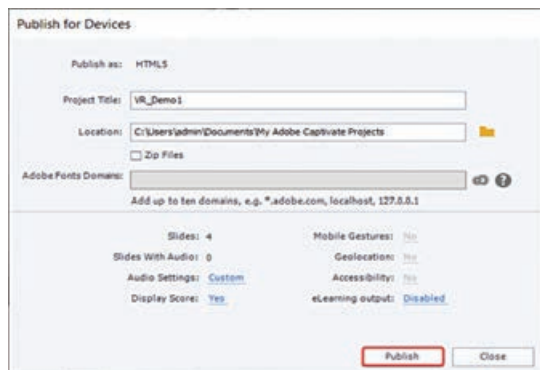 Publish for Devices
Publish as: HTML5
Project Title: VR_Demo1
Location: C:\Users\admin\Documents\My Adobe Captivate Projects
Zip Files
Adobe Fonts Domains:
Add up to ten domains, e.g. *.adobe.com, localhost, 127.0.0.1
Slides: 4 Mobile Gestures: No
Slides With Audio: 0 Geolocation: No
Audio Settings: Custom Accessibility: No
Display Score: Yes eLearning output: Disabled
Publish Close